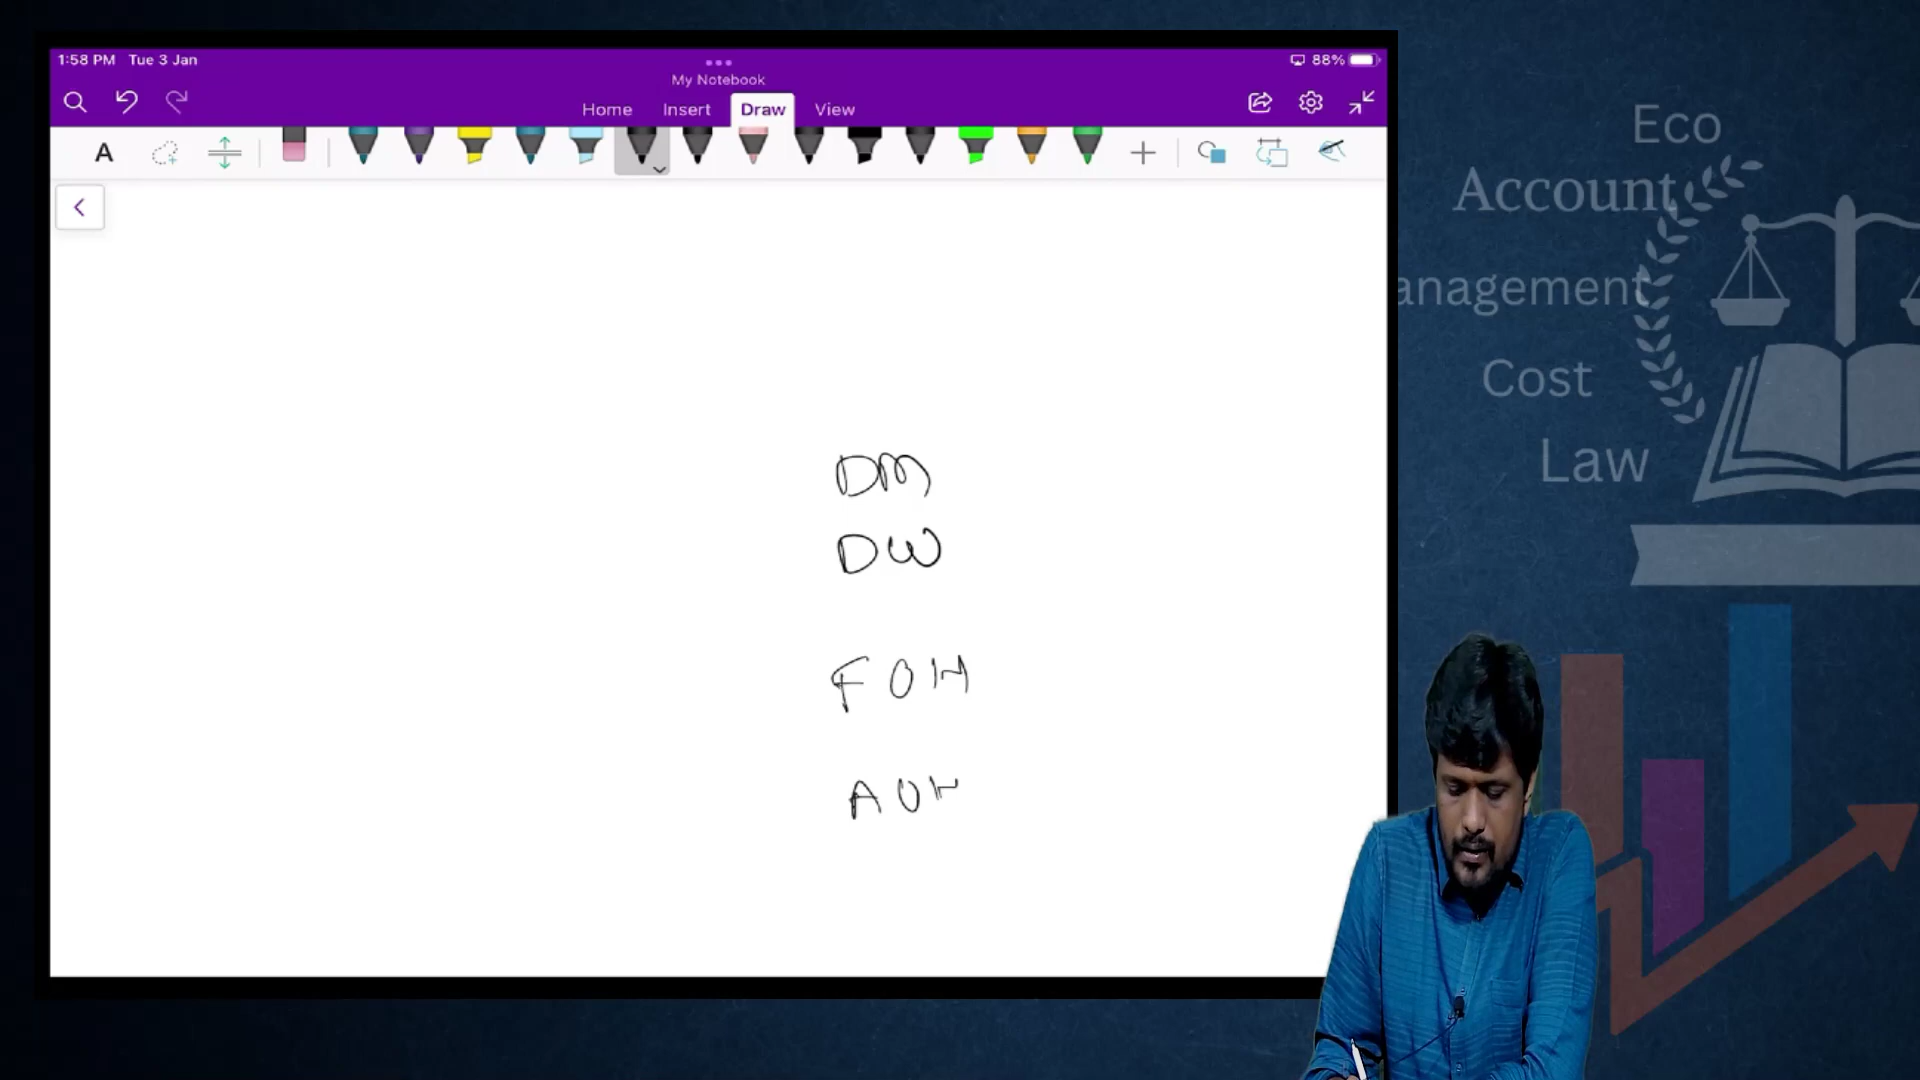 1:58 PM Tue 3 Jan
88%
My Notebook
Home Insert Draw View
A
Eco
Account
anagement
Cost
Law
DM
DW
FOH
AOH